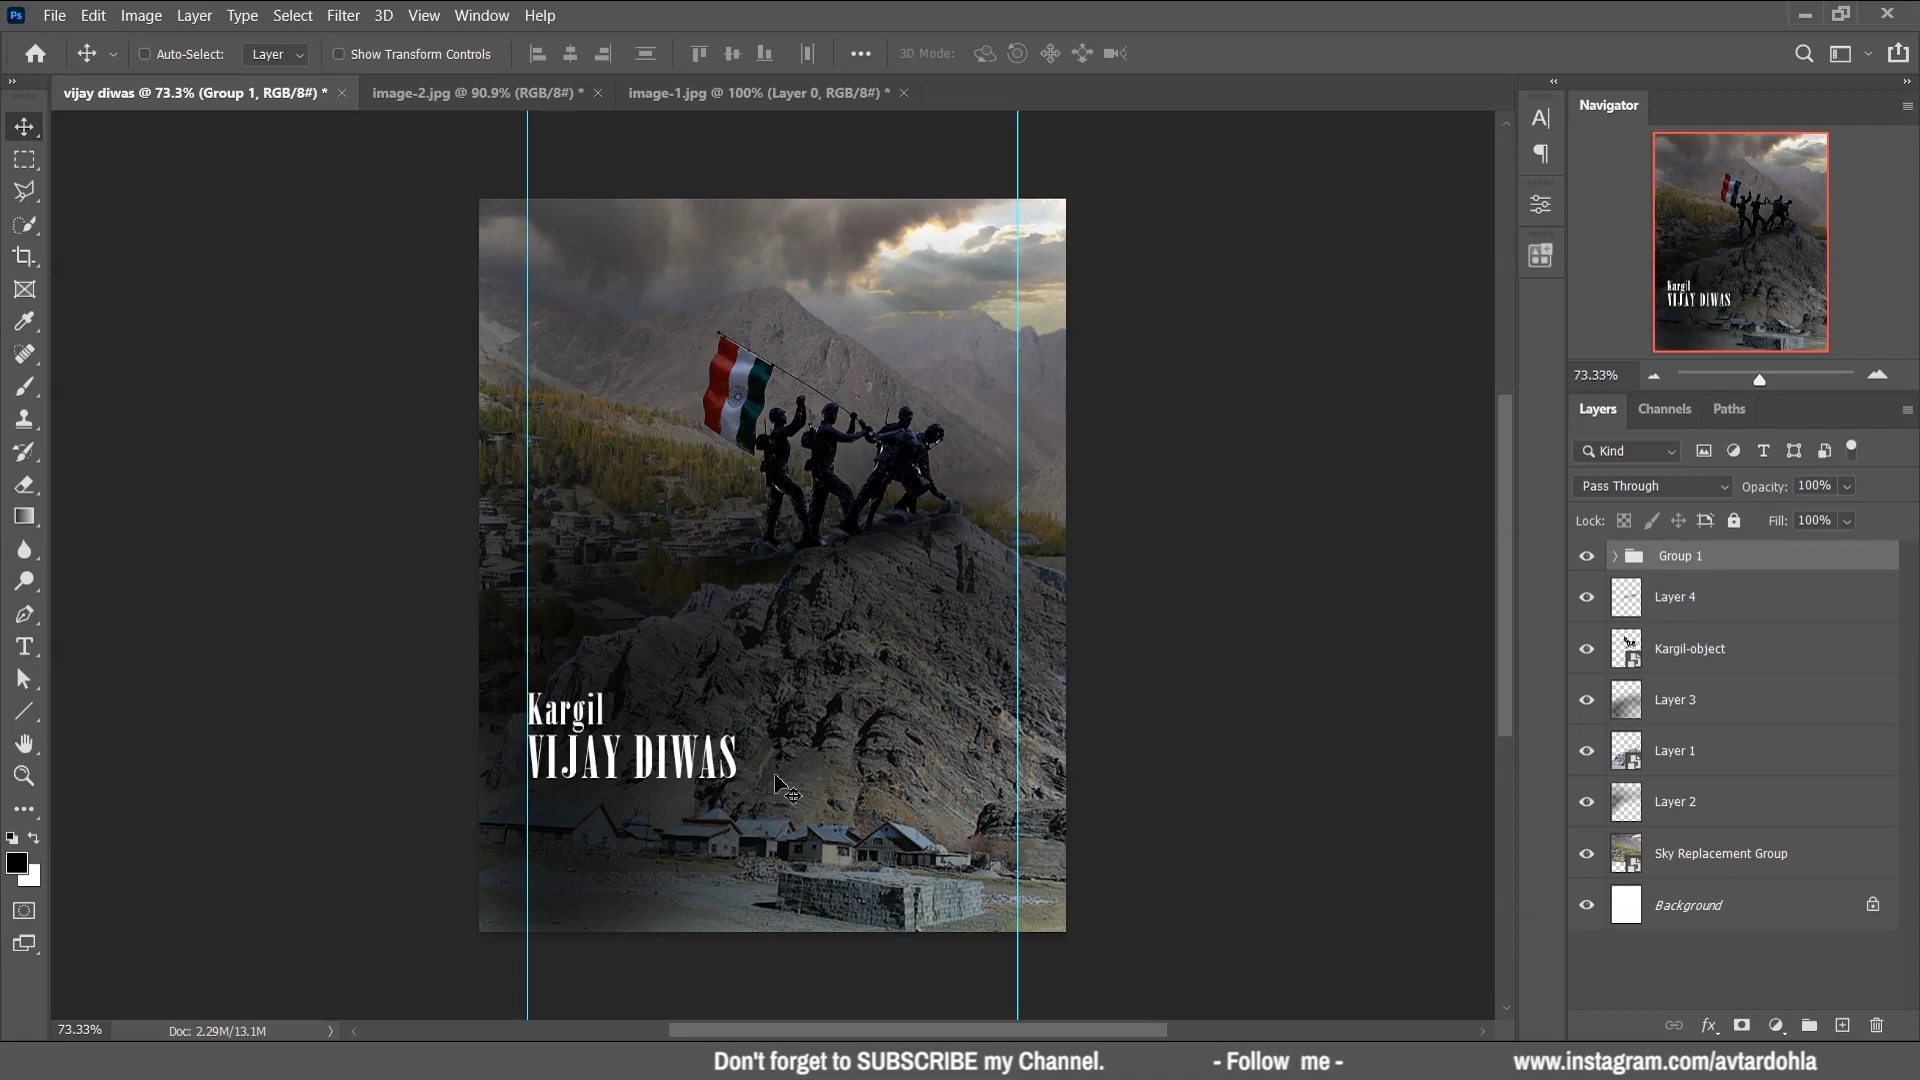 Ps File Edit Image Layer Type Select Filter 3D View Window Help
Auto-Select: Layer Show Transform Controls 3D Mode:
vijay diwas @ 73.3% (Group 1, RGB/8#) * image-2.jpg @ 90.9% (RGB/8#) * image-1.jpg @ 100% (Layer 0, RGB/8#) *
Navigator
Kargil
VIJAY DIWAS
73.33%
Layers Channels Paths
Kind
Pass Through Opacity: 100%
Lock: Fill: 100%
Group 1
Layer 4
Kargil-object
Layer 3
Layer 1
Layer 2
Sky Replacement Group
Background
Kargil
VIJAY DIWAS
73.33% Doc: 2.29M/13.1M
Don't forget to SUBSCRIBE my Channel. - Follow me - www.instagram.com/avtardohla